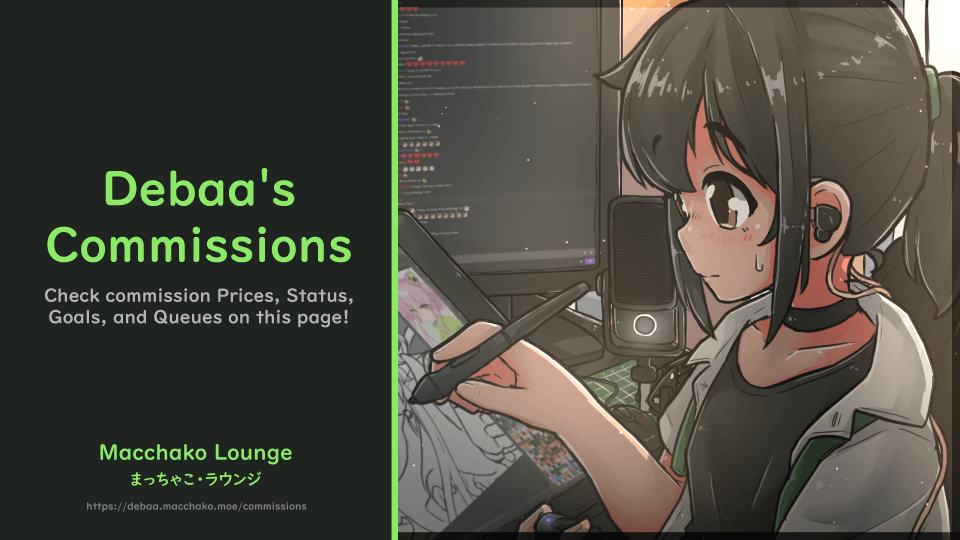 Debaa's
Commissions
Check commission Prices, Status,
Goals, and Queues on this page!
Macchako Lounge
まっちゃこ・ラウンジ
https://debaa.macchako.moe/commissions